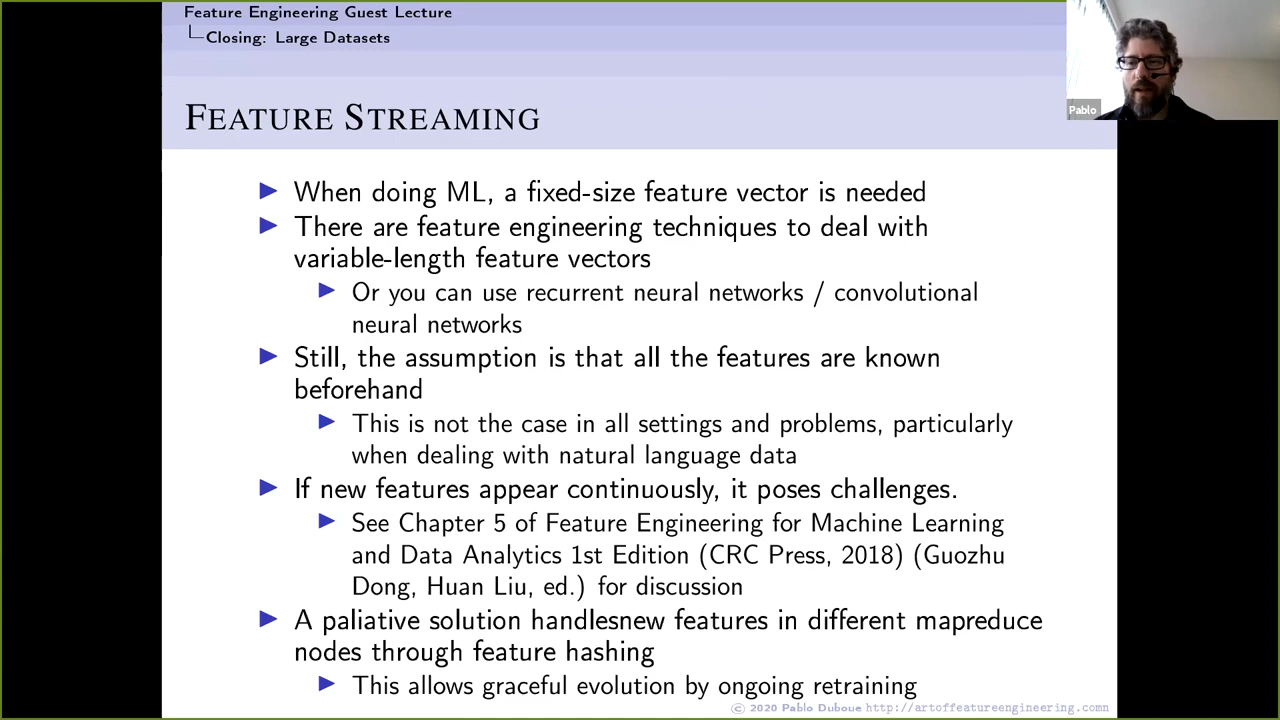 Feature Engineering Guest Lecture
Closing: Large Datasets
Pablo
FEATURE STREAMING
When doing ML, a fixed-size feature vector is needed
There are feature engineering techniques to deal with
variable-length feature vectors
Or you can use recurrent neural networks / convolutional
neural networks
Still, the assumption is that all the features are known
beforehand
This is not the case in all settings and problems, particularly
when dealing with natural language data
If new features appear continuously, it poses challenges.
See Chapter 5 of Feature Engineering for Machine Learning
and Data Analytics 1st Edition (CRC Press, 2018) (Guozhu
Dong, Huan Liu, ed.) for discussion
A paliative solution handlesnew features in different mapreduce
nodes through feature hashing
This allows graceful evolution by ongoing retraining
© 2020 Pablo Duboue http://artoffeatureengineering.comn